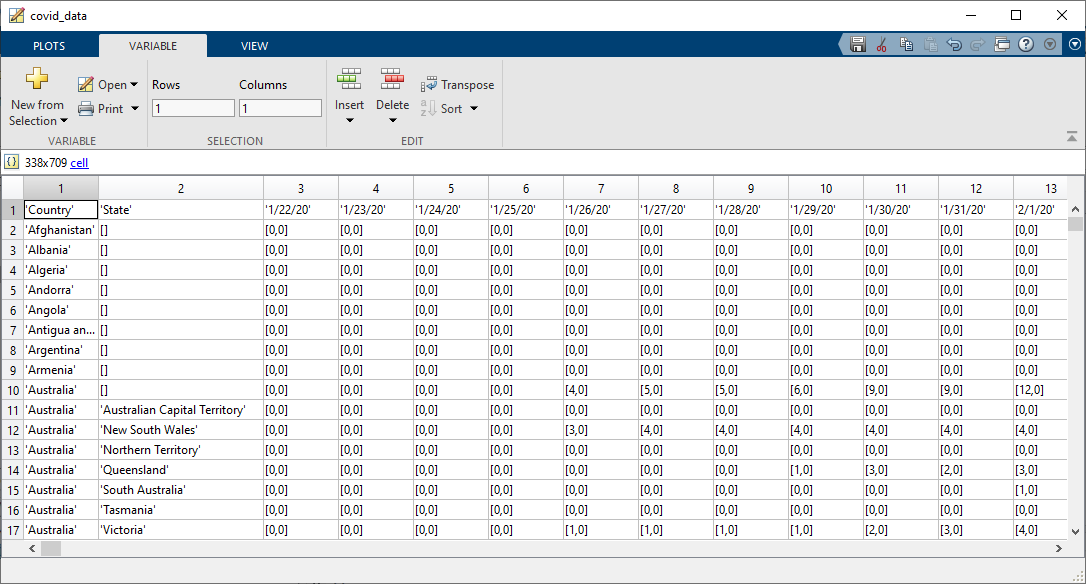 covid_data
PLOTS VARIABLE VIEW
New from Selection Open Print Rows 1 Columns 1 Insert Delete Transpose Sort
VARIABLE SELECTION EDIT
338x709 cell
1 2 3 4 5 6 7 8 9 10 11 12 13
1 'Country' 'State' '1/22/20' '1/23/20' '1/24/20' '1/25/20' '1/26/20' '1/27/20' '1/28/20' '1/29/20' '1/30/20' '1/31/20' '2/1/20'
2 'Afghanistan' [] [0,0] [0,0] [0,0] [0,0] [0,0] [0,0] [0,0] [0,0] [0,0] [0,0] [0,0]
3 'Albania' [] [0,0] [0,0] [0,0] [0,0] [0,0] [0,0] [0,0] [0,0] [0,0] [0,0] [0,0]
4 'Algeria' [] [0,0] [0,0] [0,0] [0,0] [0,0] [0,0] [0,0] [0,0] [0,0] [0,0] [0,0]
5 'Andorra' [] [0,0] [0,0] [0,0] [0,0] [0,0] [0,0] [0,0] [0,0] [0,0] [0,0] [0,0]
6 'Angola' [] [0,0] [0,0] [0,0] [0,0] [0,0] [0,0] [0,0] [0,0] [0,0] [0,0] [0,0]
7 'Antigua an... [] [0,0] [0,0] [0,0] [0,0] [0,0] [0,0] [0,0] [0,0] [0,0] [0,0] [0,0]
8 'Argentina' [] [0,0] [0,0] [0,0] [0,0] [0,0] [0,0] [0,0] [0,0] [0,0] [0,0] [0,0]
9 'Armenia' [] [0,0] [0,0] [0,0] [0,0] [0,0] [0,0] [0,0] [0,0] [0,0] [0,0] [0,0]
10 'Australia' [] [0,0] [0,0] [0,0] [0,0] [4,0] [5,0] [5,0] [6,0] [9,0] [9,0] [12,0]
11 'Australia' 'Australian Capital Territory' [0,0] [0,0] [0,0] [0,0] [0,0] [0,0] [0,0] [0,0] [0,0] [0,0] [0,0]
12 'Australia' 'New South Wales' [0,0] [0,0] [0,0] [0,0] [3,0] [4,0] [4,0] [4,0] [4,0] [4,0] [4,0]
13 'Australia' 'Northern Territory' [0,0] [0,0] [0,0] [0,0] [0,0] [0,0] [0,0] [0,0] [0,0] [0,0] [0,0]
14 'Australia' 'Queensland' [0,0] [0,0] [0,0] [0,0] [0,0] [0,0] [0,0] [1,0] [3,0] [2,0] [3,0]
15 'Australia' 'South Australia' [0,0] [0,0] [0,0] [0,0] [0,0] [0,0] [0,0] [0,0] [0,0] [0,0] [1,0]
16 'Australia' 'Tasmania' [0,0] [0,0] [0,0] [0,0] [0,0] [0,0] [0,0] [0,0] [0,0] [0,0] [0,0]
17 'Australia' 'Victoria' [0,0] [0,0] [0,0] [0,0] [1,0] [1,0] [1,0] [1,0] [2,0] [3,0] [4,0]